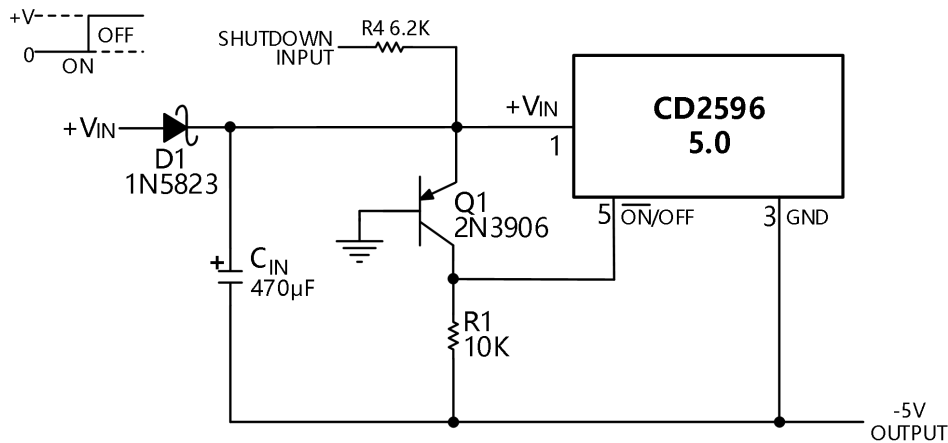 +V
OFF
0
ON
SHUTDOWN
INPUT
R4 6.2K
+VIN
D1
1N5823
+VIN
1
CD2596
5.0
5
ON/OFF
3
GND
Q1
2N3906
+
CIN
470µF
R1
10K
-5V
OUTPUT